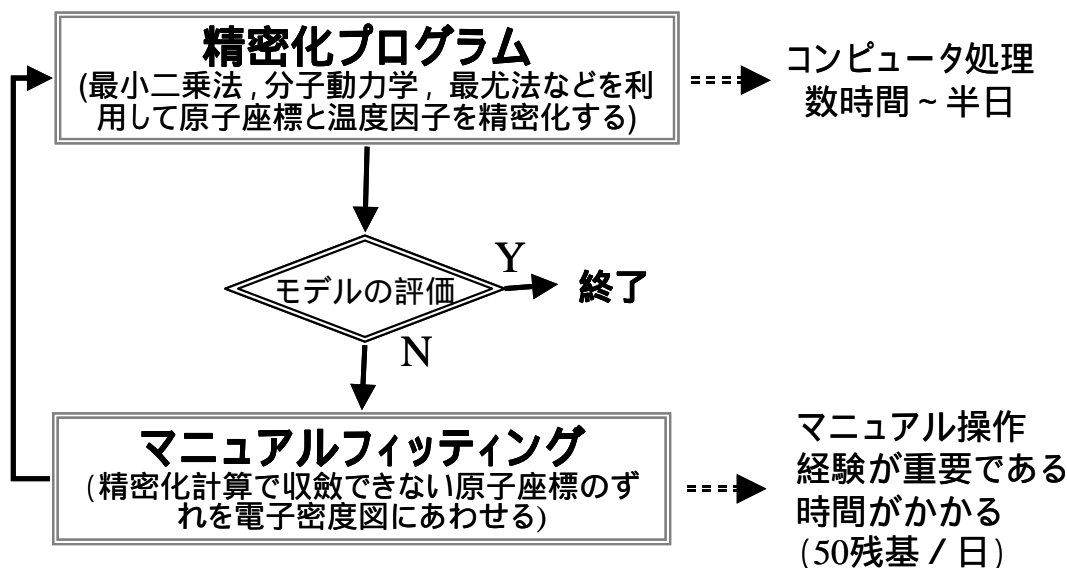 精密化プログラム
(最小二乗法,分子動力学, 最尤法などを利
用して原子座標と温度因子を精密化する)
コンピュータ処理
数時間~半日
モデルの評価
Y
終了
N
マニュアルフィッティング
(精密化計算で収斂できない原子座標のず
れを電子密度図にあわせる)
マニュアル操作
経験が重要である
時間がかかる
(50残基/日)